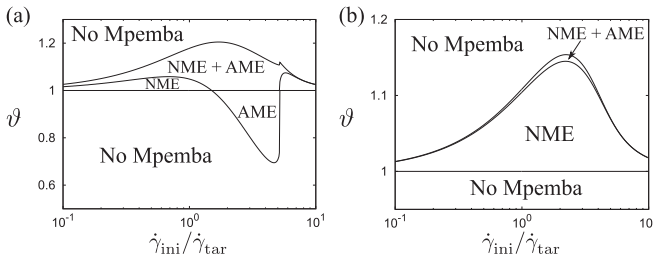 (a)
No Mpemba
NME + AME
NME
AME
No Mpemba
1.2
1
0.8
0.6
ϑ
10⁻¹ 10⁰ 10¹
γ̇ini/γ̇tar
(b)
No Mpemba
NME + AME
NME
No Mpemba
1.2
1.1
1
ϑ
10⁻¹ 10⁰ 10¹
γ̇ini/γ̇tar